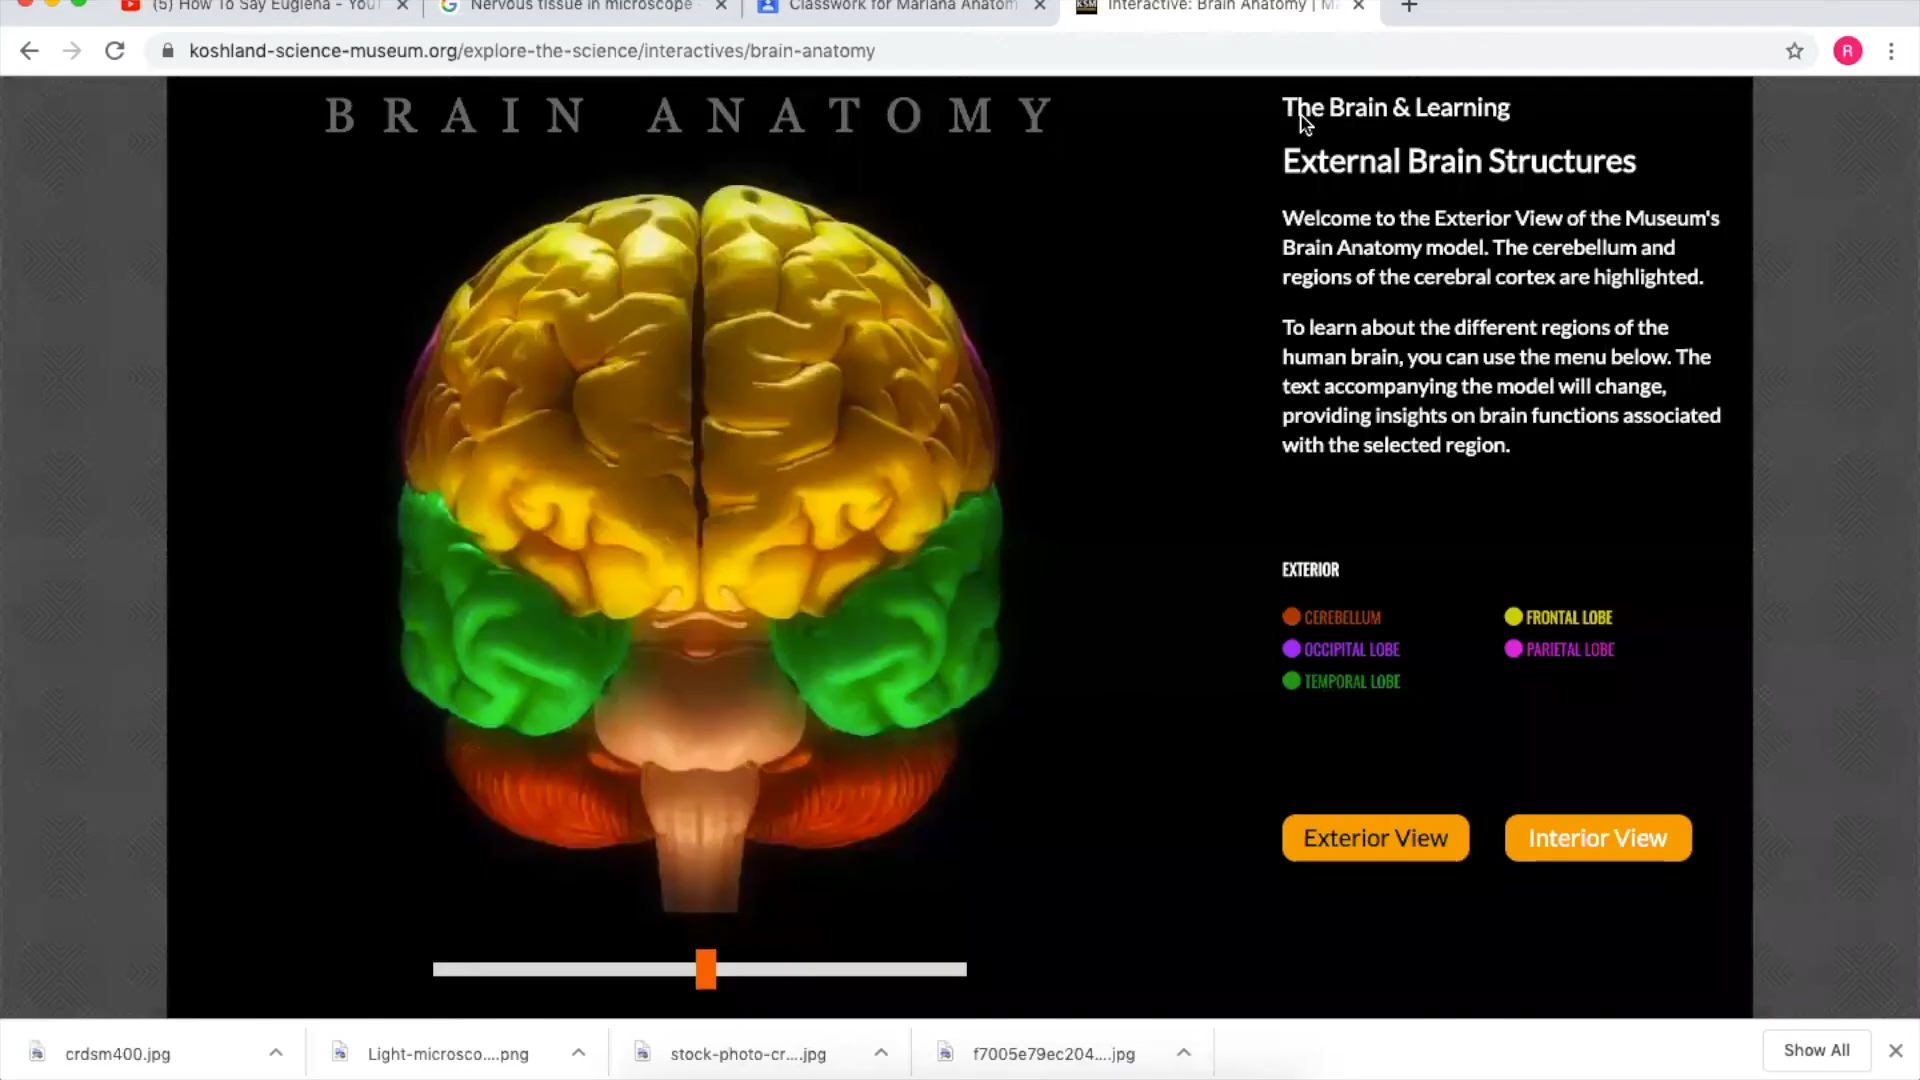 (5) How To Say Euglena - YouT
Nervous tissue in microscope
Classwork for Mariana Anatom
Interactive: Brain Anatomy | Ma
koshland-science-museum.org/explore-the-science/interactives/brain-anatomy
R
BRAIN ANATOMY
The Brain & Learning
External Brain Structures
Welcome to the Exterior View of the Museum's
Brain Anatomy model. The cerebellum and
regions of the cerebral cortex are highlighted.
To learn about the different regions of the
human brain, you can use the menu below. The
text accompanying the model will change,
providing insights on brain functions associated
with the selected region.
EXTERIOR
CEREBELLUM
FRONTAL LOBE
OCCIPITAL LOBE
PARIETAL LOBE
TEMPORAL LOBE
Exterior View
Interior View
crdsm400.jpg
Light-microsco....png
stock-photo-cr....jpg
f7005e79ec204....jpg
Show All